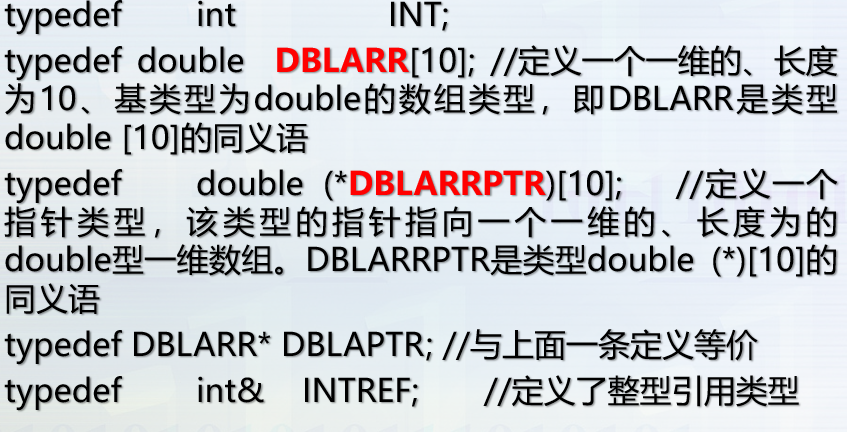 typedef int INT;
typedef double DBLARR[10]; //定义一个一维的、长度
为10、基类型为double的数组类型，即DBLARR是类型
double [10]的同义语
typedef double (*DBLARRPTR)[10]; //定义一个
指针类型，该类型的指针指向一个一维的、长度为的
double型一维数组。DBLARRPTR是类型double (*)[10]的
同义语
typedef DBLARR* DBLAPTR; //与上面一条定义等价
typedef int& INTREF; //定义了整型引用类型